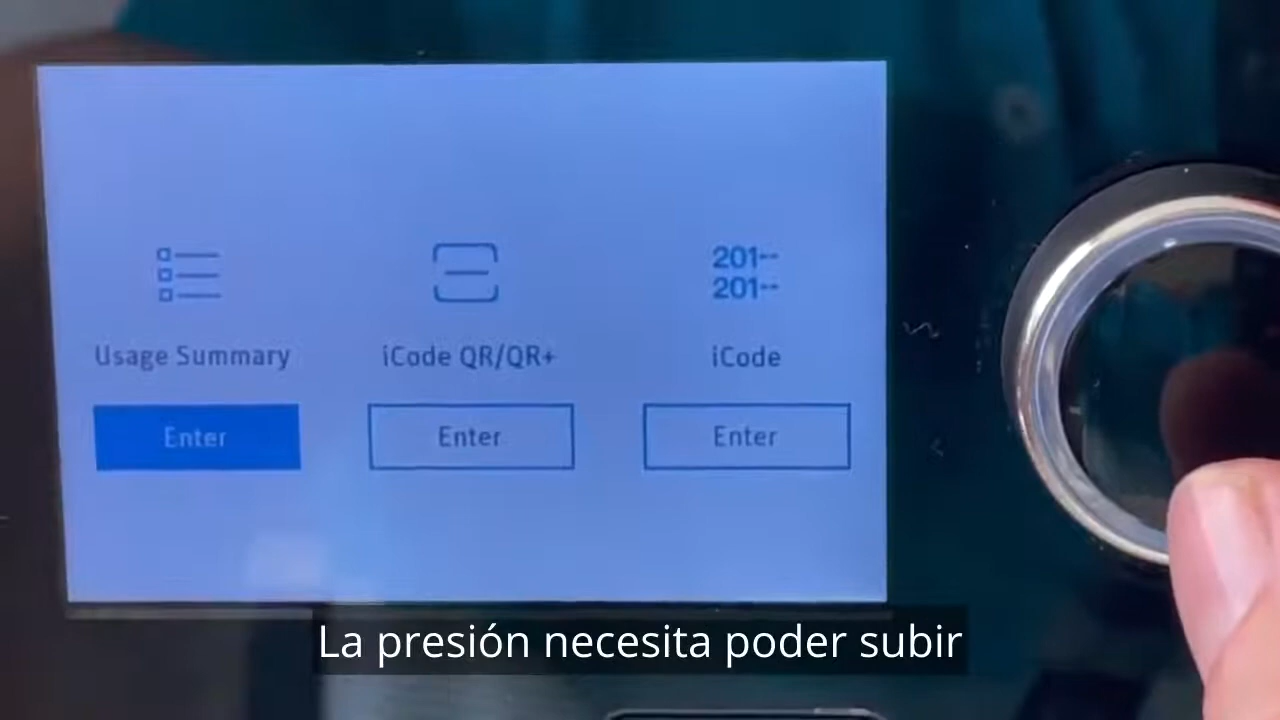 201--
201--
Usage Summary
iCode QR/QR+
iCode
Enter
Enter
Enter
La presión necesita poder subir